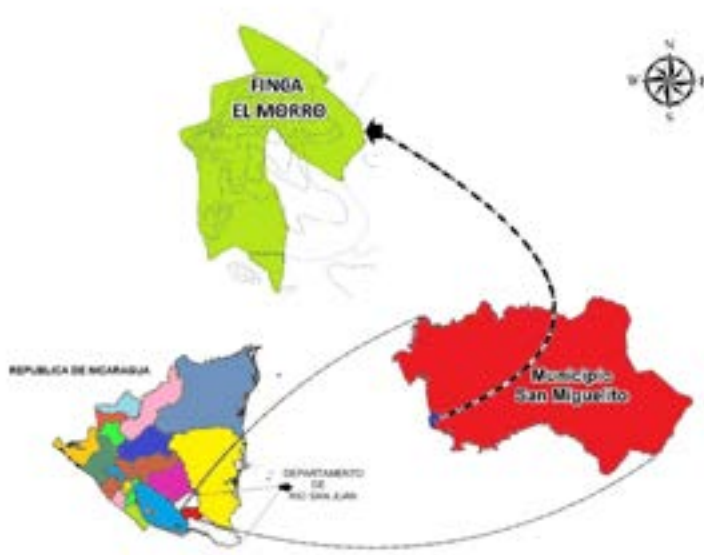 FINCA
EL MORRO
N
W
E
S
Municipio
San Miguelito
REPUBLICA DE NICARAGUA
DEPARTAMENTO
DE
RIO SAN JUAN